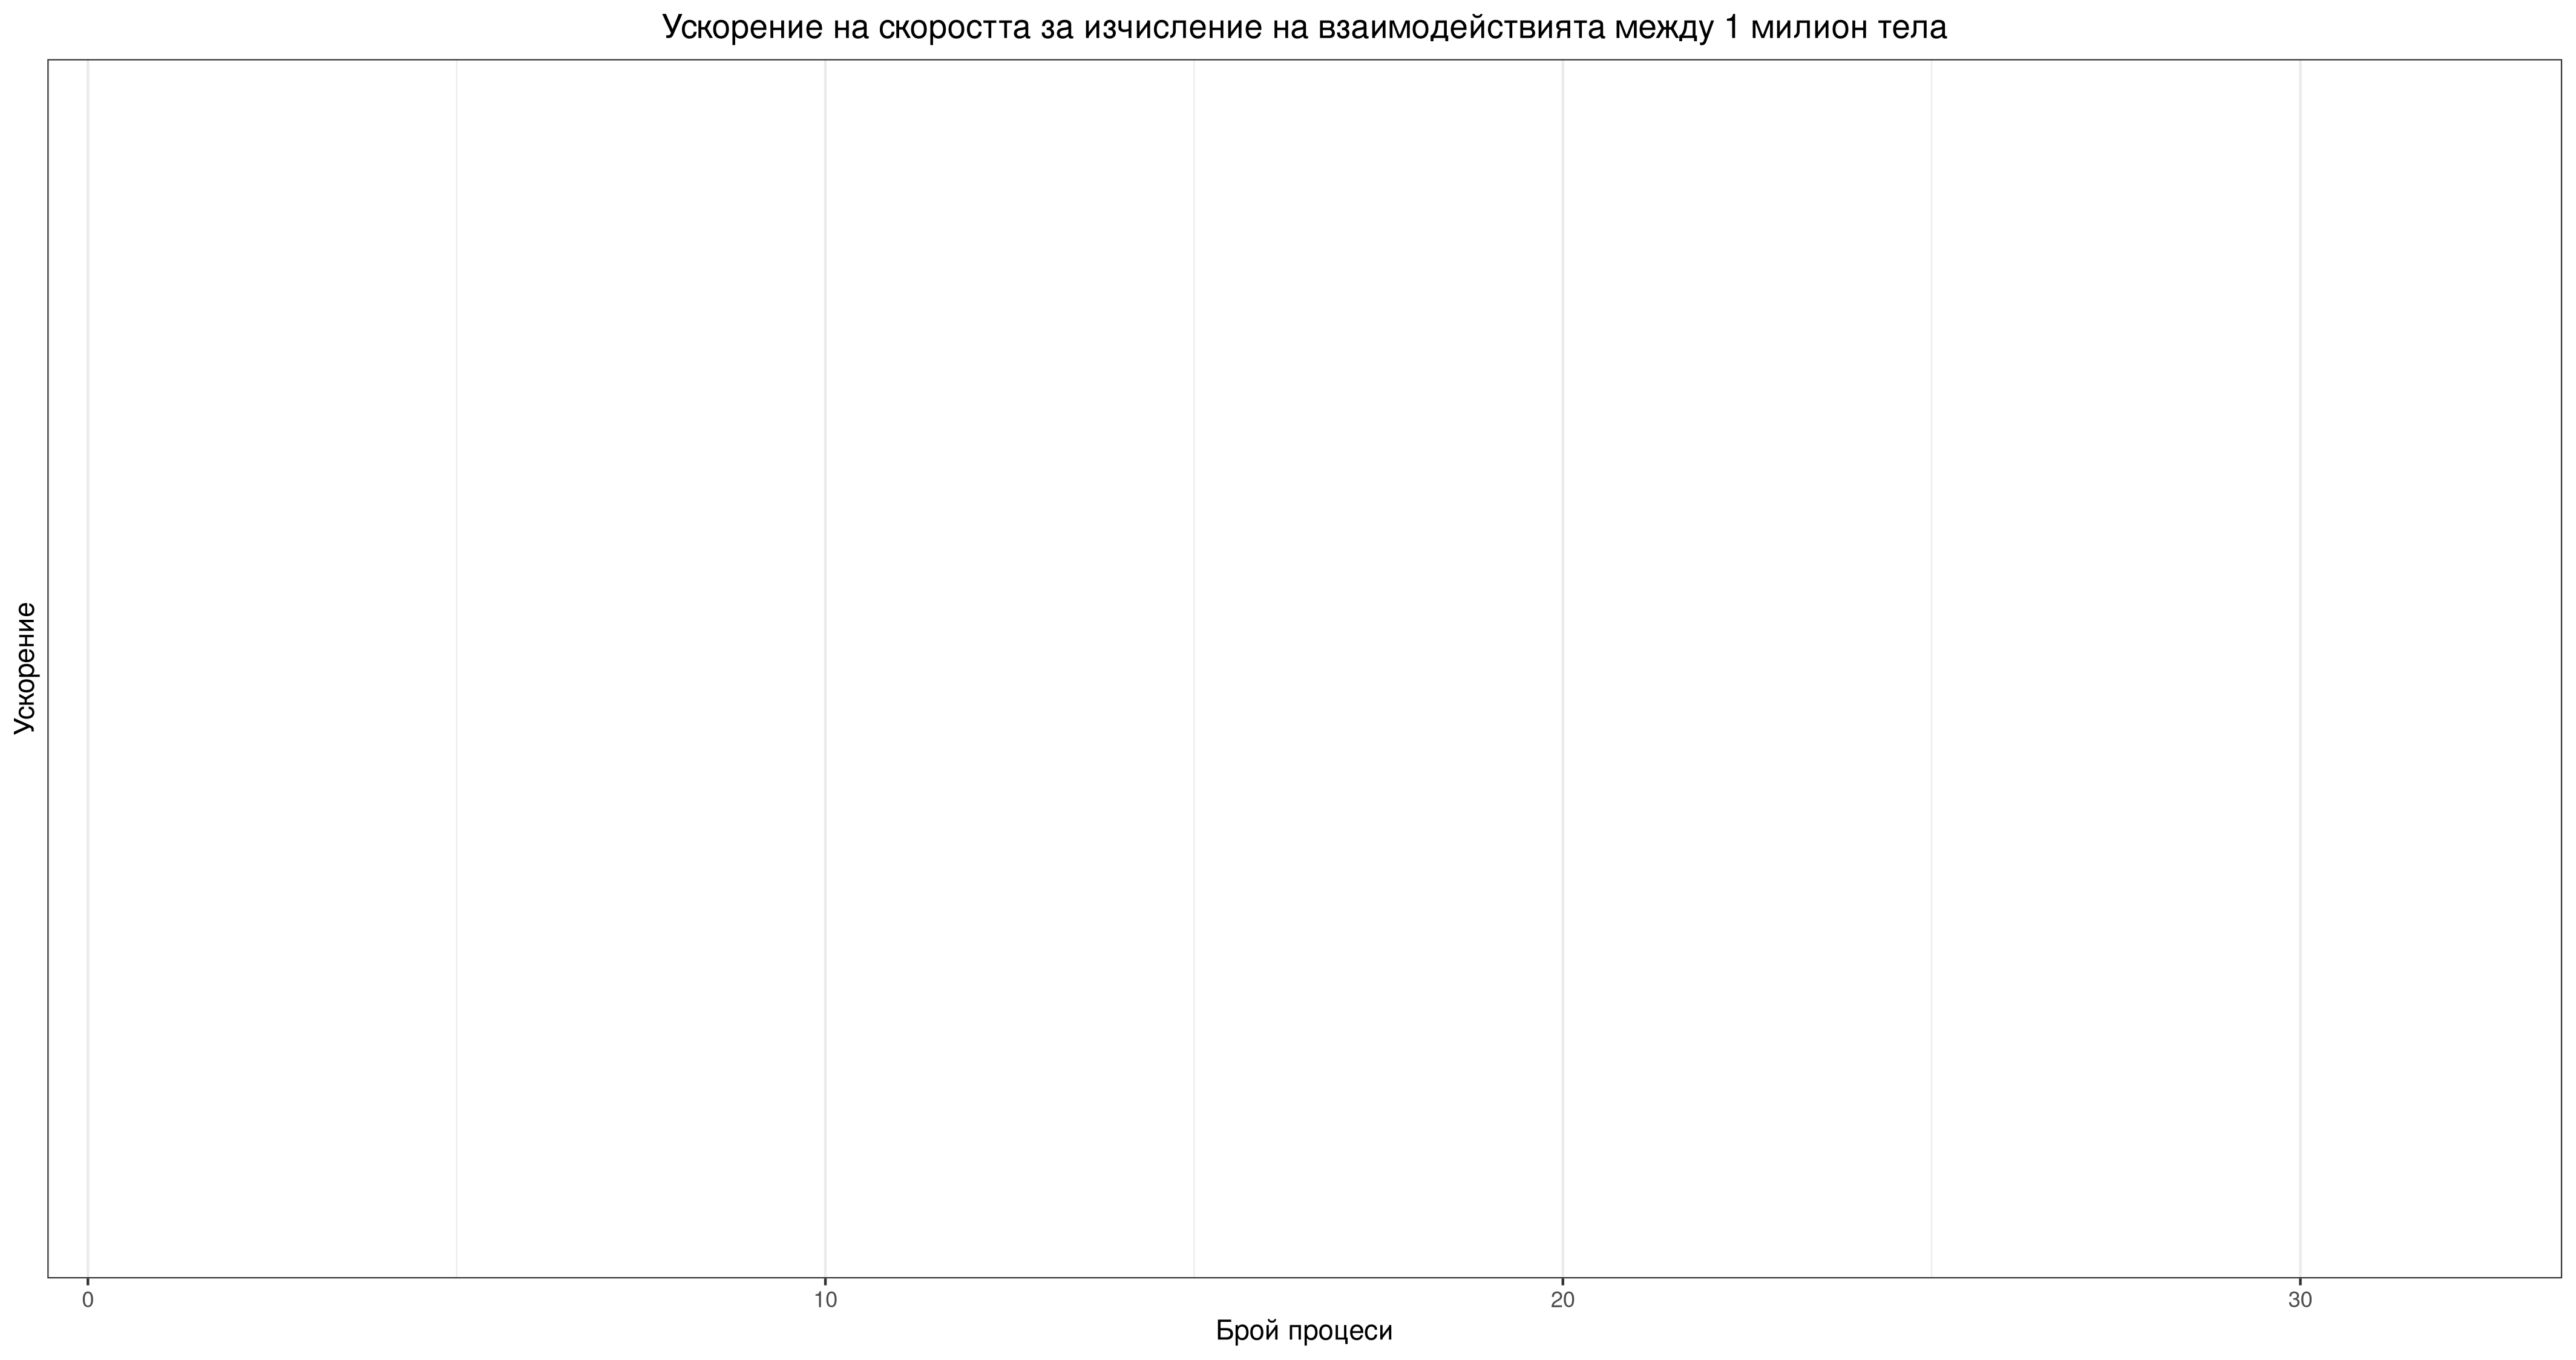 Ускорение на скоростта за изчисление на взаимодействията между 1 милион тела
Ускорение
0 10 20 30
Брой процеси